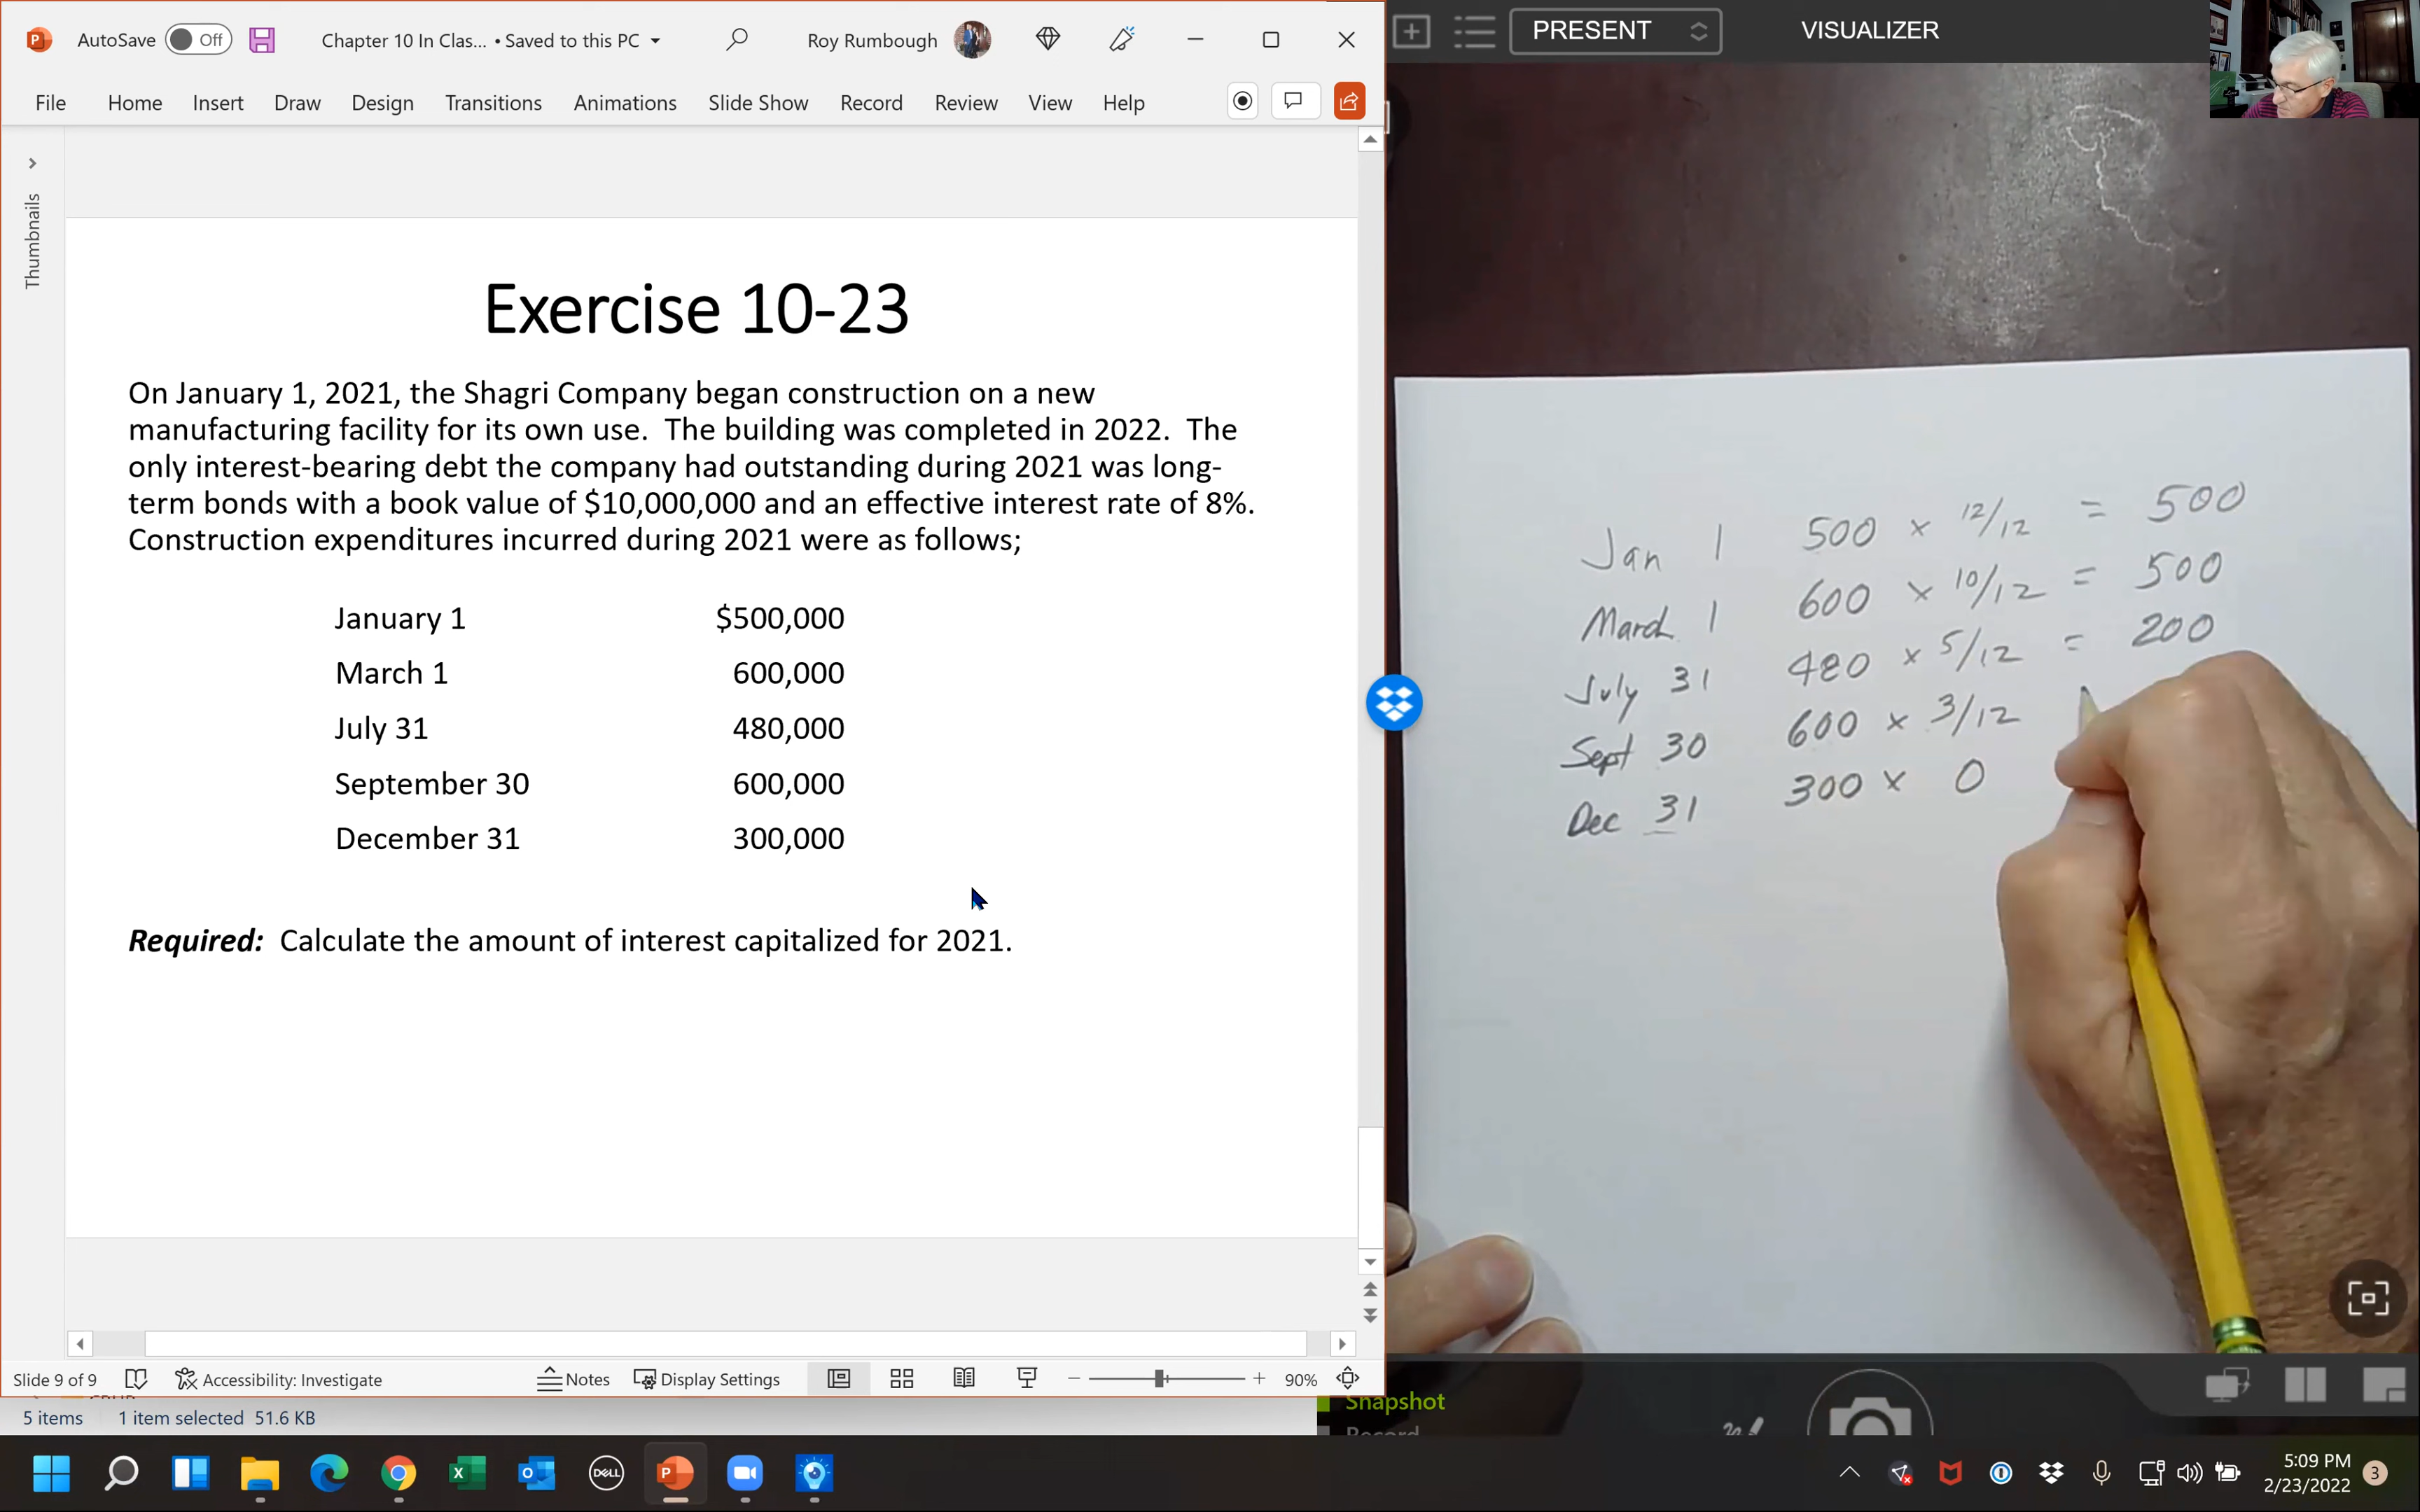 AutoSave Off Chapter 10 In Clas... • Saved to this PC Roy Rumbough
File Home Insert Draw Design Transitions Animations Slide Show Record Review View Help
Thumbnails
Exercise 10-23
On January 1, 2021, the Shagri Company began construction on a new
manufacturing facility for its own use. The building was completed in 2022. The
only interest-bearing debt the company had outstanding during 2021 was long-
term bonds with a book value of $10,000,000 and an effective interest rate of 8%.
Construction expenditures incurred during 2021 were as follows;
January 1 $500,000
March 1 600,000
July 31 480,000
September 30 600,000
December 31 300,000
Required: Calculate the amount of interest capitalized for 2021.
Slide 9 of 9 Accessibility: Investigate Notes Display Settings 90%
5 items 1 item selected 51.6 KB
PRESENT VISUALIZER
Jan 1 500 × 12/12 = 500
March 1 600 × 10/12 = 500
July 31 480 × 5/12 = 200
Sept 30 600 × 3/12
Dec 31 300 × 0
Snapshot
Record
DELL
5:09 PM
2/23/2022 3